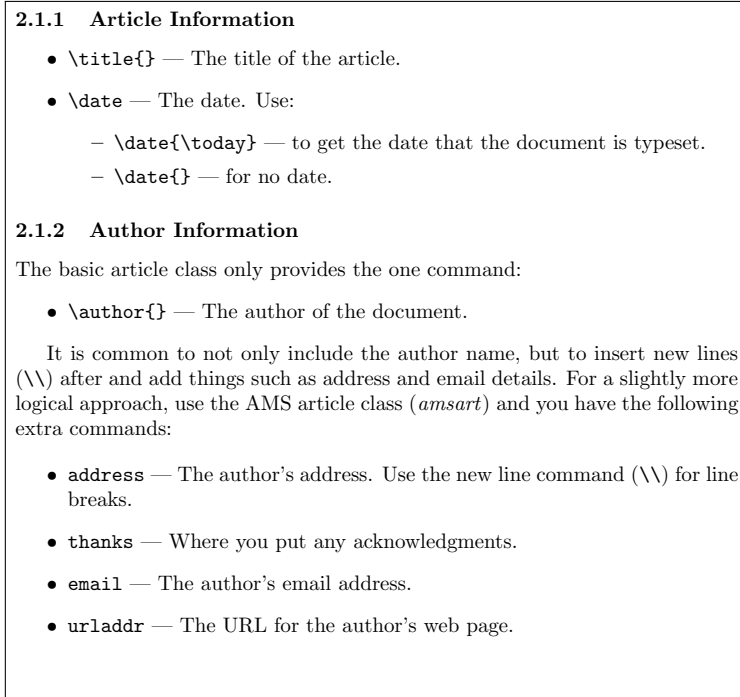 2.1.1 Article Information
• \title{} — The title of the article.
• \date — The date. Use:
– \date{\today} — to get the date that the document is typeset.
– \date{} — for no date.
2.1.2 Author Information
The basic article class only provides the one command:
• \author{} — The author of the document.
It is common to not only include the author name, but to insert new lines
(\\) after and add things such as address and email details. For a slightly more
logical approach, use the AMS article class (amsart) and you have the following
extra commands:
• address — The author's address. Use the new line command (\\) for line
breaks.
• thanks — Where you put any acknowledgments.
• email — The author's email address.
• urladdr — The URL for the author's web page.